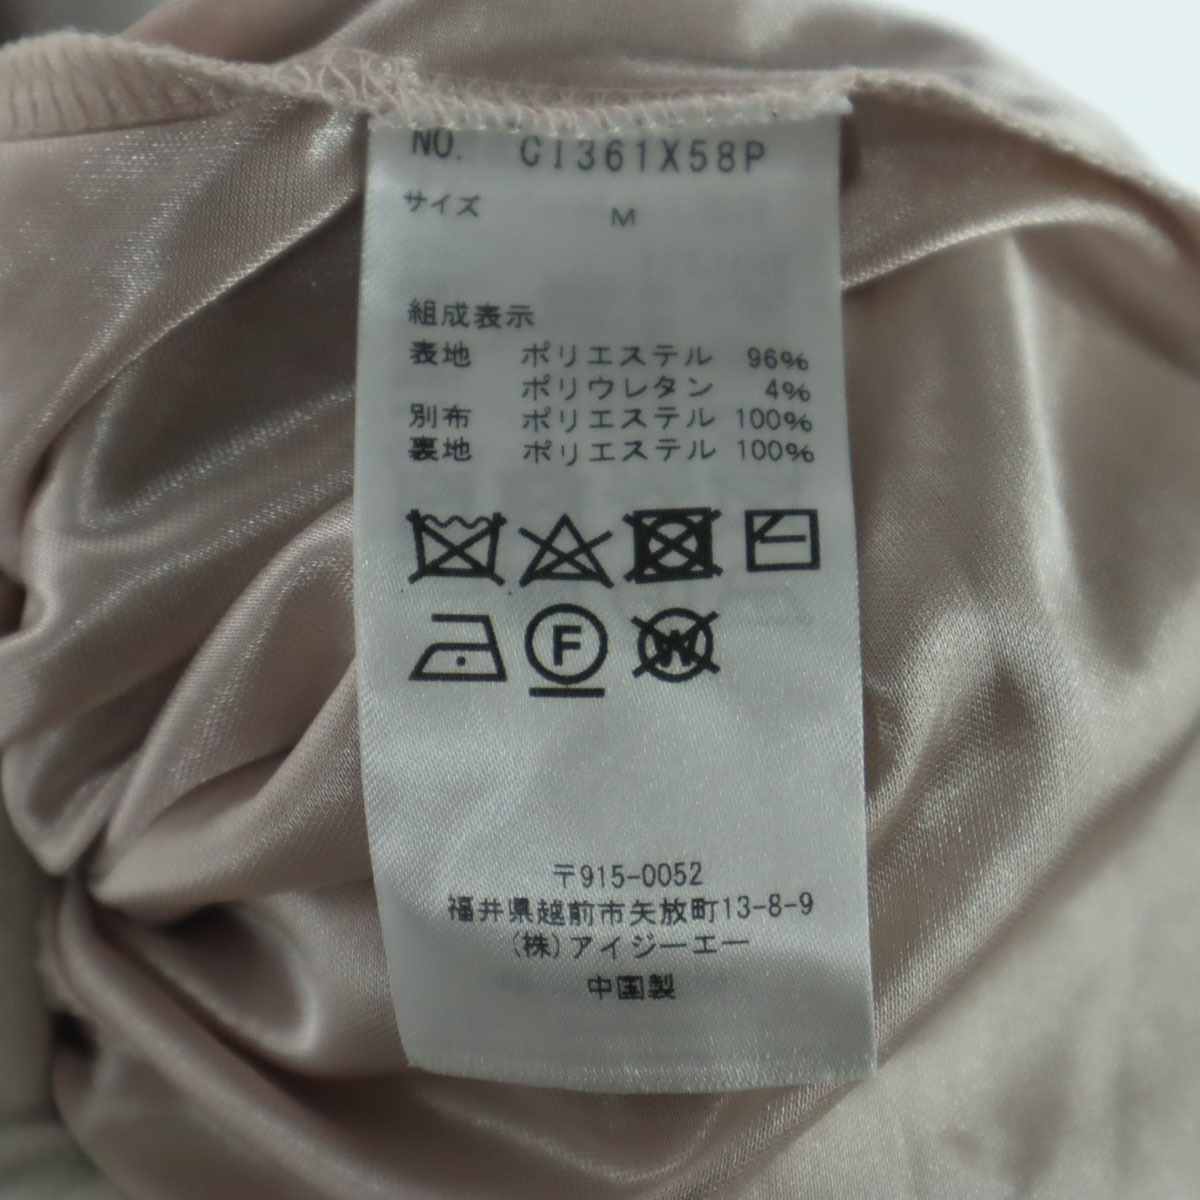 NO. CI361X58P
サイズ M
組成表示
表地 ポリエステル 96%
ポリウレタン 4%
別布 ポリエステル 100%
裏地 ポリエステル 100%
F W
〒915-0052
福井県越前市矢放町13-8-9
(株)アイジーエー
中国製